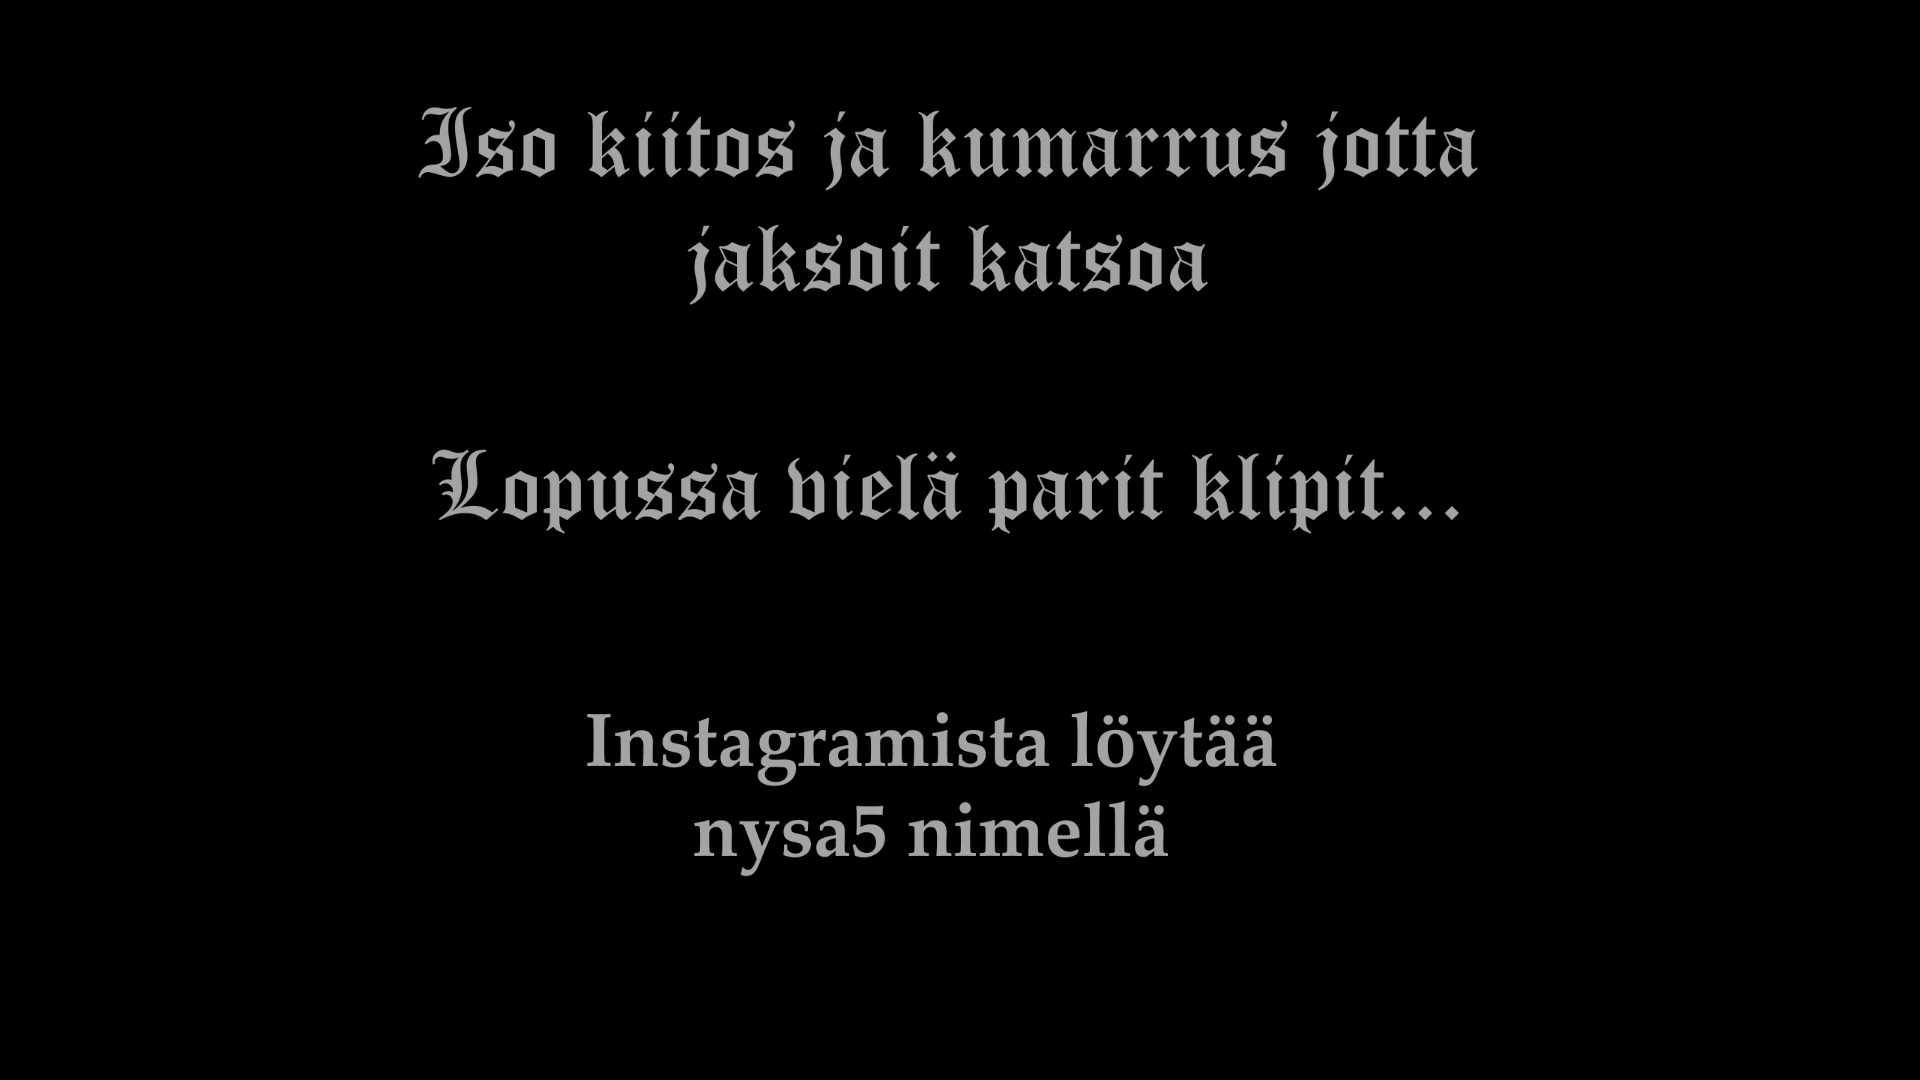 Iso kiitos ja kumarrus jotta
jaksoit katsoa
Lopussa vielä parit klipit...
Instagramista löytää
nysa5 nimellä